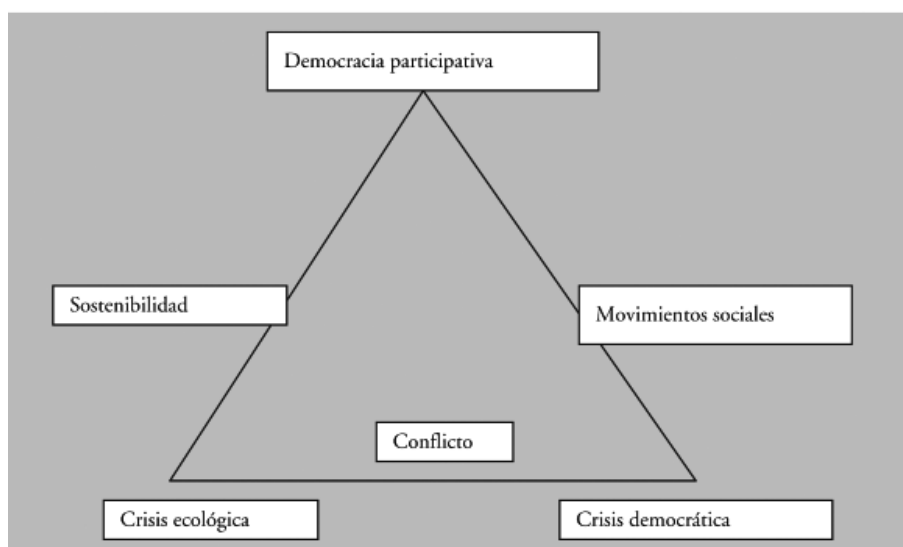 Democracia participativa
Sostenibilidad
Movimientos sociales
Conflicto
Crisis ecológica
Crisis democrática